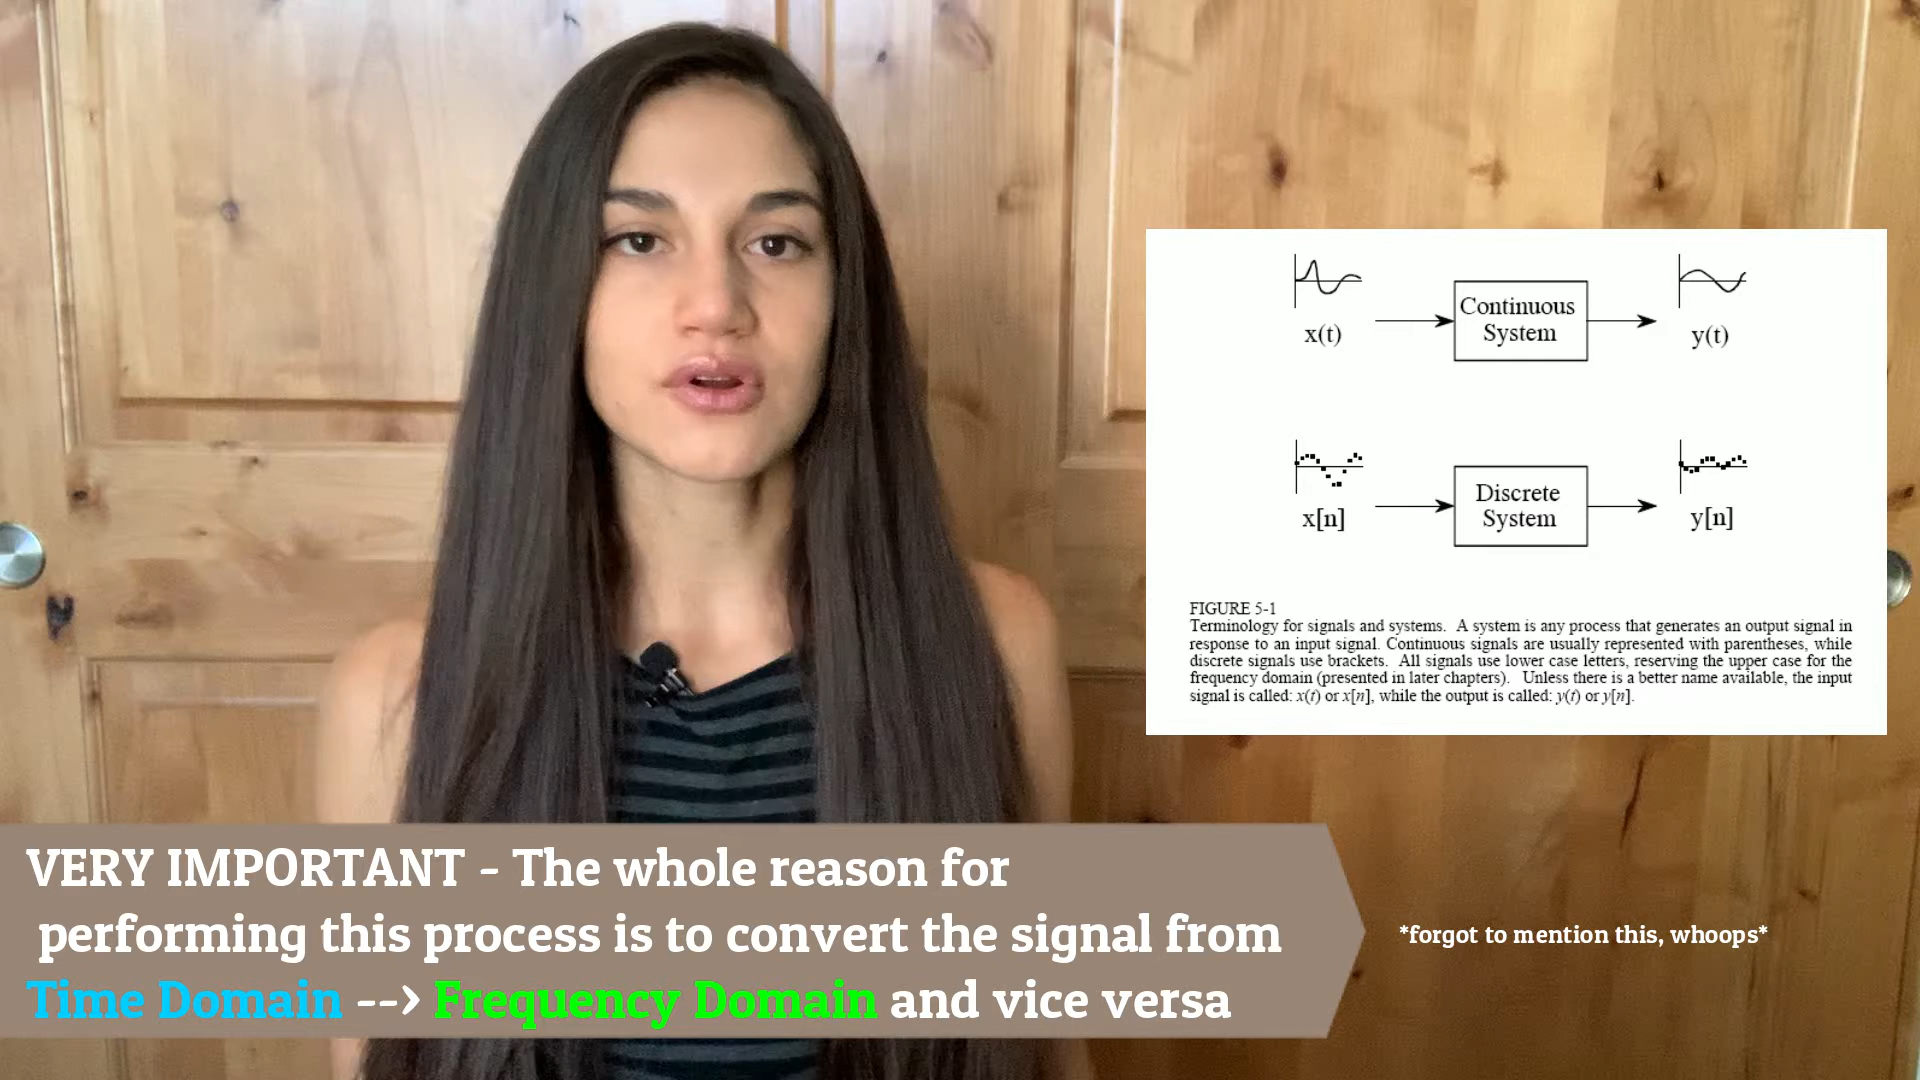 Continuous
System
x(t)
y(t)
Discrete
System
x[n]
y[n]
FIGURE 5-1
Terminology for signals and systems. A system is any process that generates an output signal in
response to an input signal. Continuous signals are usually represented with parentheses, while
discrete signals use brackets. All signals use lower case letters, reserving the upper case for the
frequency domain (presented in later chapters). Unless there is a better name available, the input
signal is called: x(t) or x[n], while the output is called: y(t) or y[n].
VERY IMPORTANT - The whole reason for
performing this process is to convert the signal from
Time Domain --> Frequency Domain and vice versa
*forgot to mention this, whoops*